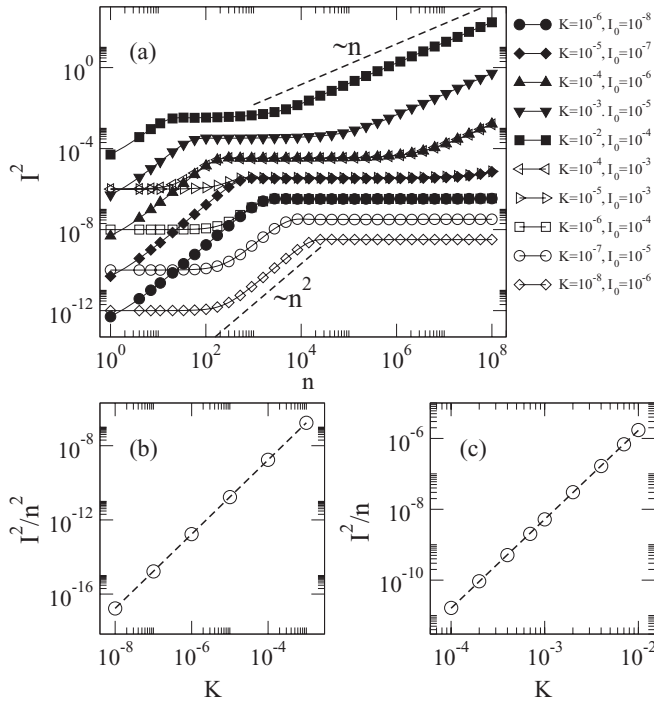 (a)
~n
~n²
I²
10⁰
10⁻⁴
10⁻⁸
10⁻¹²
10⁰ 10² 10⁴ 10⁶ 10⁸
n
K=10⁻⁶, I₀=10⁻⁸
K=10⁻⁵, I₀=10⁻⁷
K=10⁻⁴, I₀=10⁻⁶
K=10⁻³. I₀=10⁻⁵
K=10⁻², I₀=10⁻⁴
K=10⁻⁴, I₀=10⁻³
K=10⁻⁵, I₀=10⁻³
K=10⁻⁶, I₀=10⁻⁴
K=10⁻⁷, I₀=10⁻⁵
K=10⁻⁸, I₀=10⁻⁶
(b)
I²/n²
10⁻⁸
10⁻¹²
10⁻¹⁶
10⁻⁸ 10⁻⁶ 10⁻⁴
K
(c)
I²/n
10⁻⁶
10⁻⁸
10⁻¹⁰
10⁻⁴ 10⁻³ 10⁻²
K